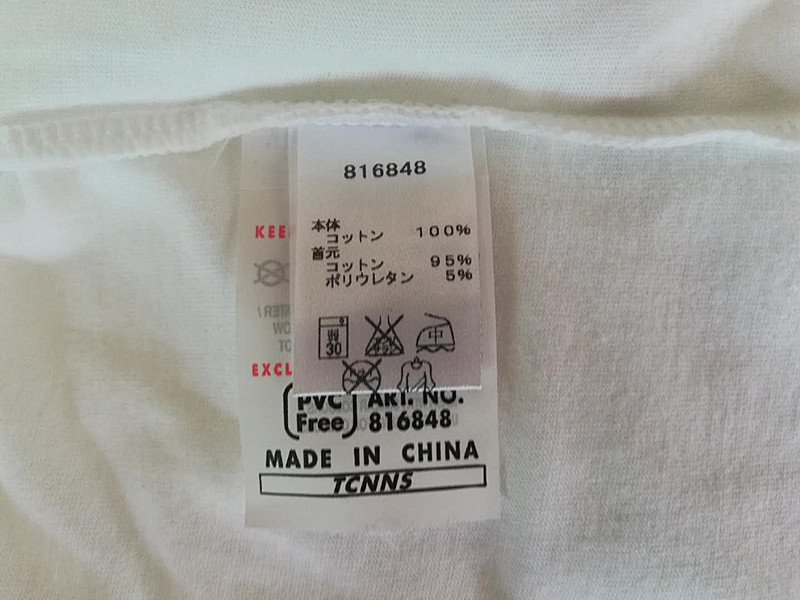 816848
本体
コットン 100%
首元
コットン 95%
ポリウレタン 5%
30
中
KEE
EXCL
PVC ART. NO.
Free 816848
MADE IN CHINA
TCNNS